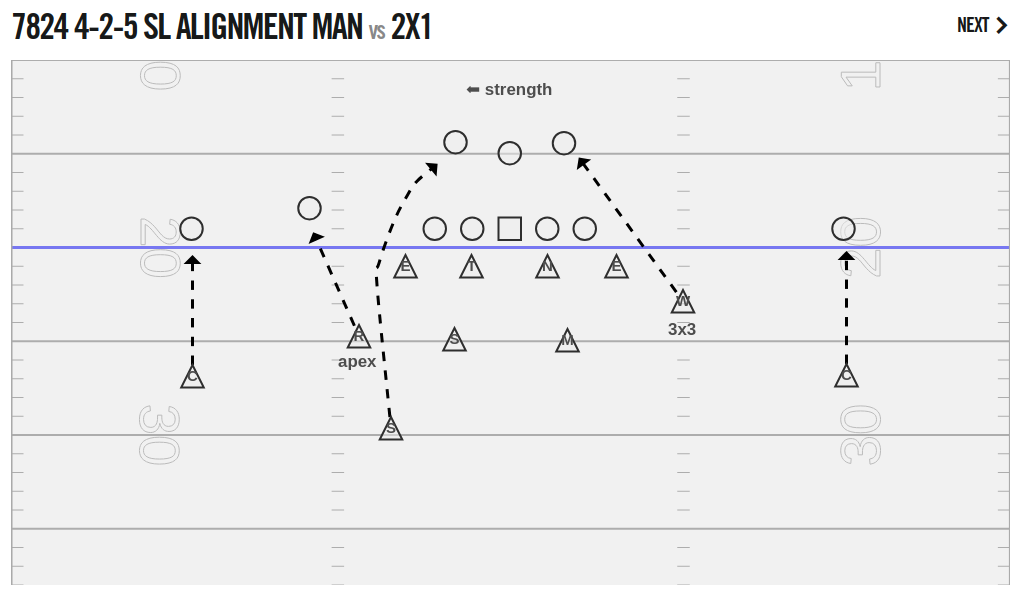 7824 4-2-5 SL ALIGNMENT MAN vs 2X1
NEXT
0 1
strength
20 20
E T N E
W
3x3
R S M
apex
C C
S
30 30